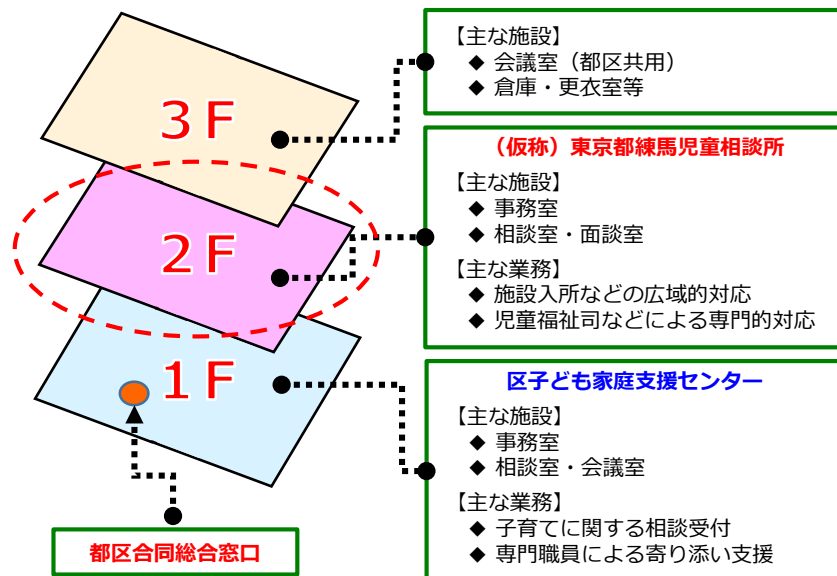 3F
【主な施設】
◆ 会議室（都区共用）
◆ 倉庫・更衣室等
2F
（仮称）東京都練馬児童相談所
【主な施設】
◆ 事務室
◆ 相談室・面談室
【主な業務】
◆ 施設入所などの広域的対応
◆ 児童福祉司などによる専門的対応
1F
区子ども家庭支援センター
【主な施設】
◆ 事務室
◆ 相談室・会議室
【主な業務】
◆ 子育てに関する相談受付
◆ 専門職員による寄り添い支援
都区合同総合窓口